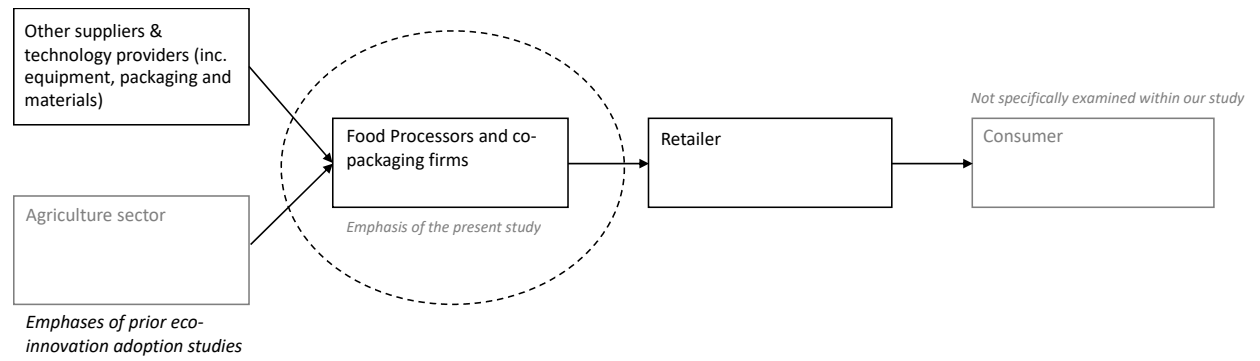 Other suppliers &
technology providers (inc.
equipment, packaging and
materials)
Agriculture sector
Emphases of prior eco-
innovation adoption studies
Food Processors and co-
packaging firms
Emphasis of the present study
Retailer
Not specifically examined within our study
Consumer